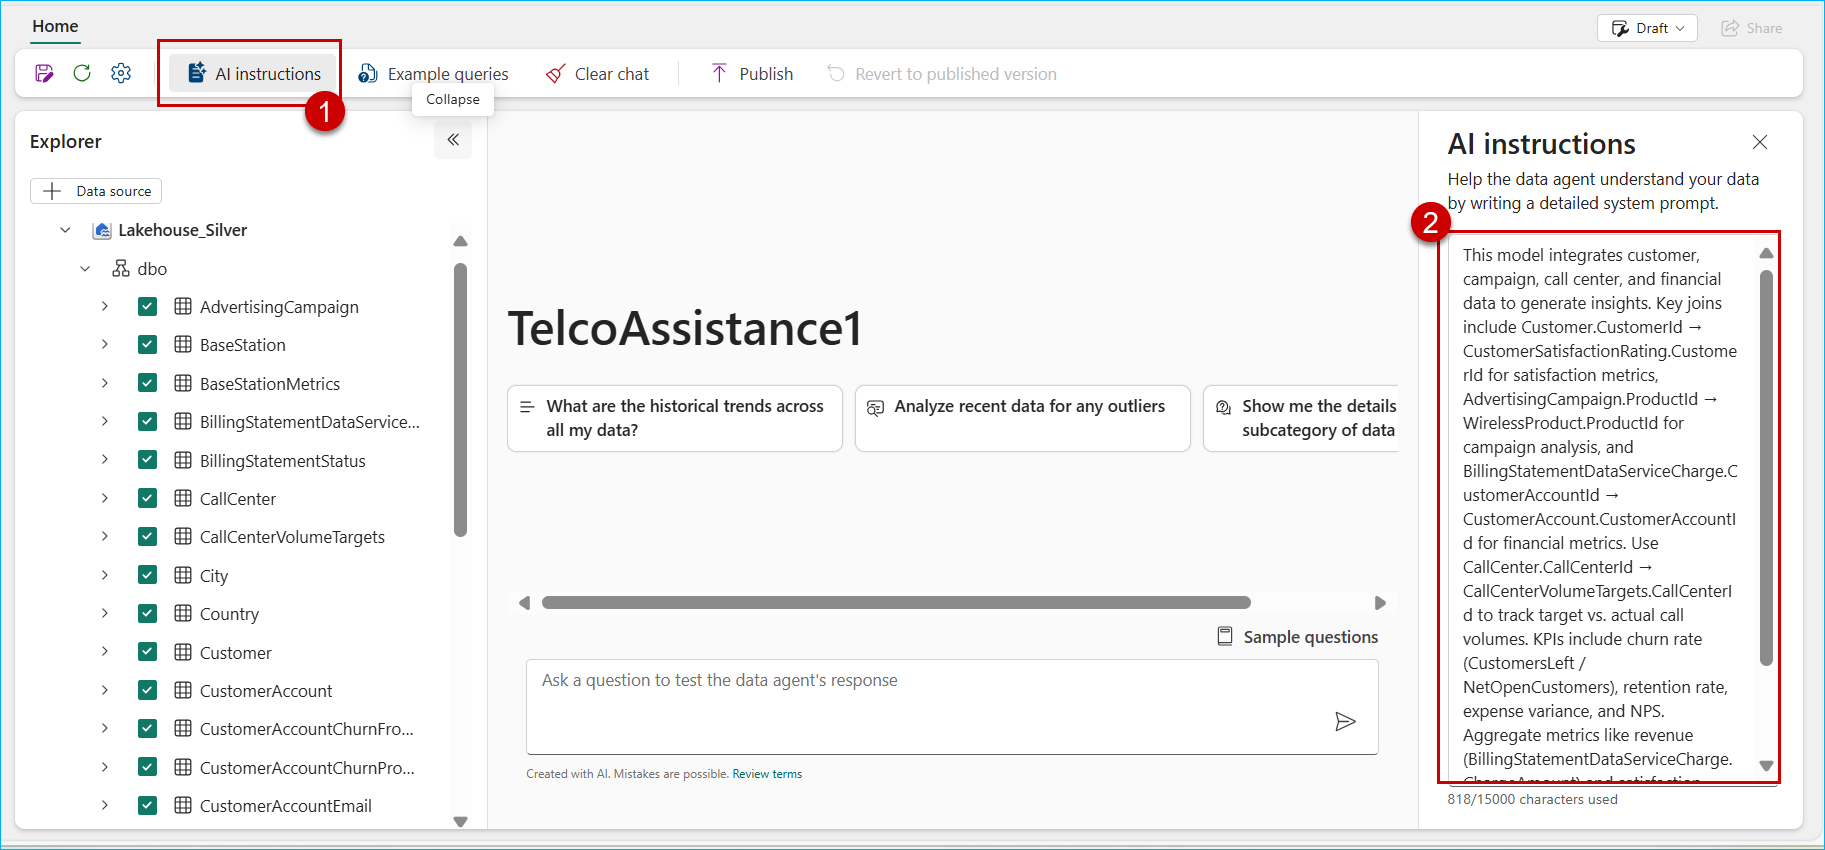 Home
Draft
Share
AI instructions
Example queries
Clear chat
Publish
Revert to published version
1
Collapse
Explorer
Data source
Lakehouse_Silver
dbo
AdvertisingCampaign
BaseStation
BaseStationMetrics
BillingStatementDataService...
BillingStatementStatus
CallCenter
CallCenterVolumeTargets
City
Country
Customer
CustomerAccount
CustomerAccountChurnFro...
CustomerAccountChurnPro...
CustomerAccountEmail
TelcoAssistance1
What are the historical trends across
all my data?
Analyze recent data for any outliers
Show me the details
subcategory of data
Sample questions
Ask a question to test the data agent's response
Created with AI. Mistakes are possible. Review terms
AI instructions
Help the data agent understand your data
by writing a detailed system prompt.
2
This model integrates customer,
campaign, call center, and financial
data to generate insights. Key joins
include Customer.CustomerId →
CustomerSatisfactionRating.Custome
rId for satisfaction metrics,
AdvertisingCampaign.ProductId →
WirelessProduct.ProductId for
campaign analysis, and
BillingStatementDataServiceCharge.C
ustomerAccountId →
CustomerAccount.CustomerAccountI
d for financial metrics. Use
CallCenter.CallCenterId →
CallCenterVolumeTargets.CallCenterI
d to track target vs. actual call
volumes. KPIs include churn rate
(CustomersLeft /
NetOpenCustomers), retention rate,
expense variance, and NPS.
Aggregate metrics like revenue
(BillingStatementDataServiceCharge.
ChargeAmount) and satisfaction
818/15000 characters used